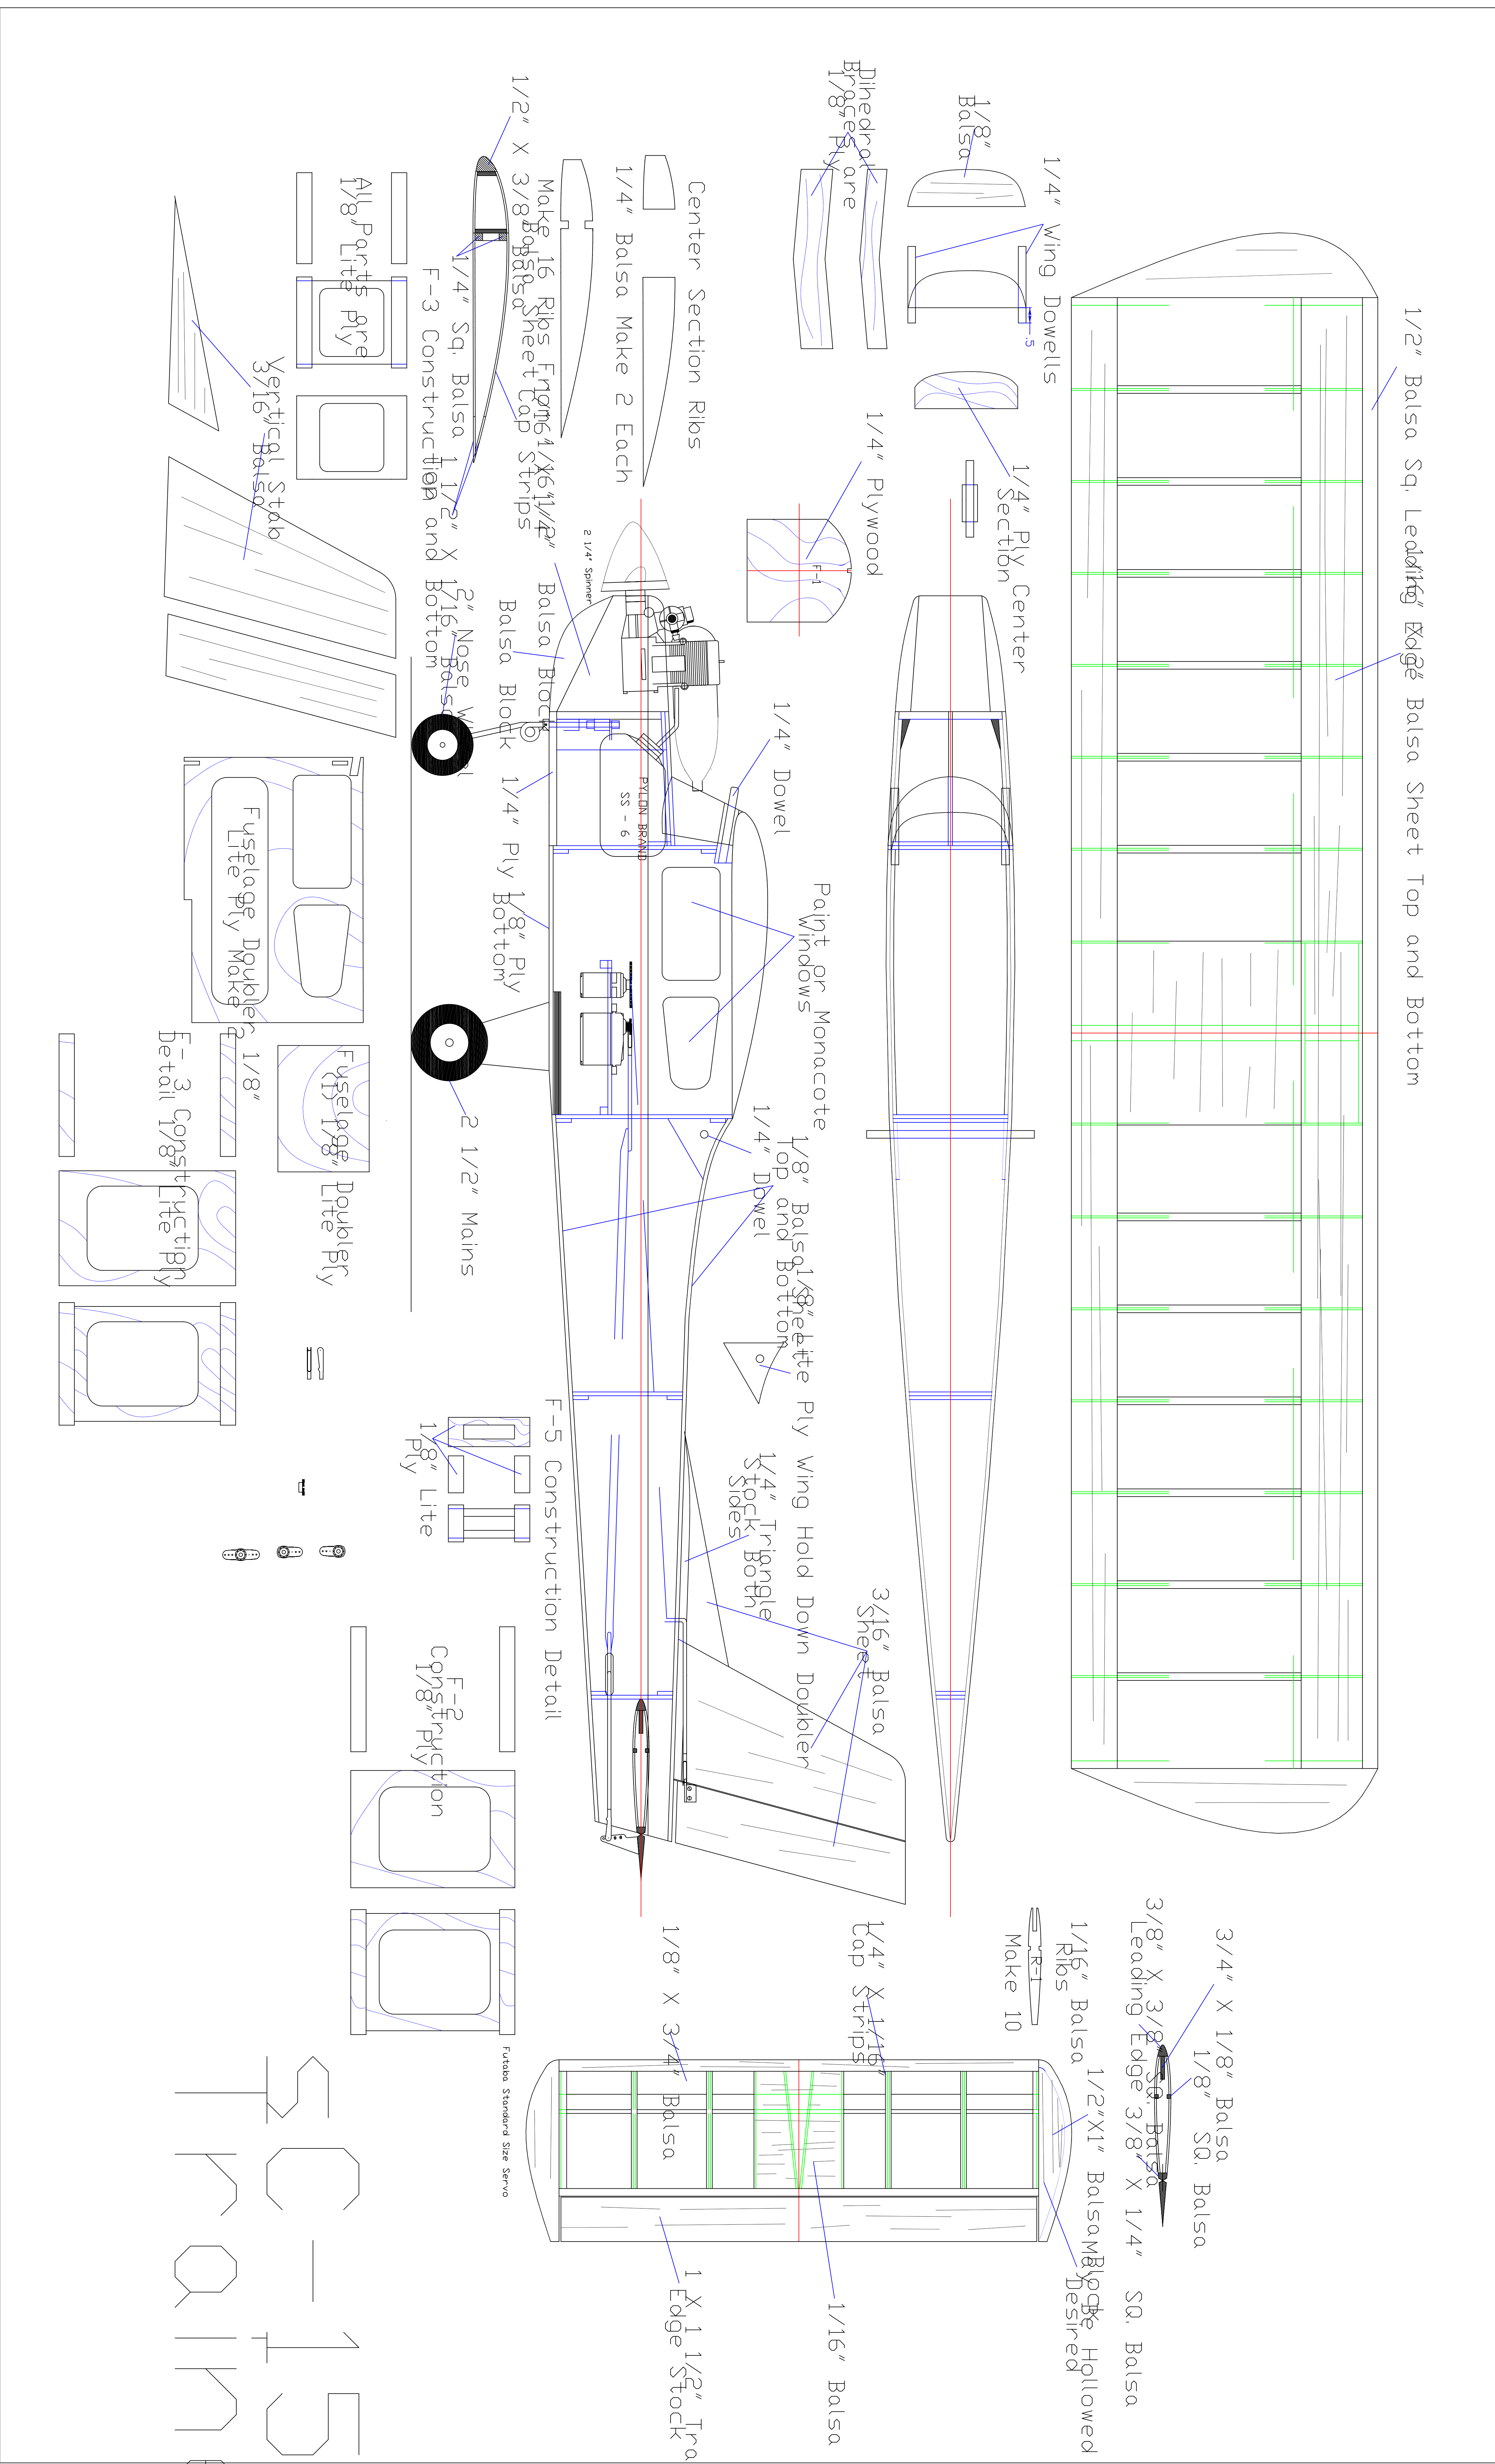 1/2" Balsa Sq. Leading Edge
1/16" X 3" Balsa Sheet Top and Bottom
1/4" Wing Dowells
1/8"
Balsa
.5
1/4" Ply Center
Section
Dihedral
Braces are
1/8" Ply
1/4" Plywood
F-1
Center Section Ribs
1/4" Balsa Make 2 Each
Make 16 Ribs From 1/16"
1/2" X 3/8" Balsa
Balsa Sheet
Cap Strips
1/4" Sq. Balsa
1 1/2" X 1/16" Balsa
Top and Bottom
F-3 Construction
All Parts are
1/8" Lite Ply
Vertical Stab
3/16" Balsa
2 1/4" Spinner
Balsa Block
Balsa Block
2" Nose Wheel
1/4" Ply
1/8" Ply
Bottom
PYLON BRAND
SS - 6
1/4" Dowel
Paint or Monacote
Windows
2 1/2" Mains
1/4" Dowel
1/8" Balsa Sheet
Top and Bottom
1/8" Lite Ply Wing Hold Down Doubler
1/4" Triangle
Stock Both
Sides
3/16" Balsa
Sheet
Fuselage Doubler 1/8"
Lite Ply Make 2
Fuselage Doubler
(1) 1/8" Lite Ply
F-3 Construction
Detail 1/8" Lite Ply
F-5 Construction Detail
1/8" Lite
Ply
F-2
Construction
1/8" Ply
Futaba Standard Size Servo
3/4" X 1/8" Balsa
1/8" SQ. Balsa
3/8" X 3/8" SQ. Balsa
Leading Edge
3/8" X 1/4" SQ. Balsa
R-1
1/16" Balsa
Ribs
Make 10
1/2"X1" Balsa Block
May Be Hollowed
Desired
1/4" X 1/16"
Cap Strips
1/8" X 3/4" Balsa
1/16" Balsa
1 X 1 1/2" Tra
Edge Stock
SC-15